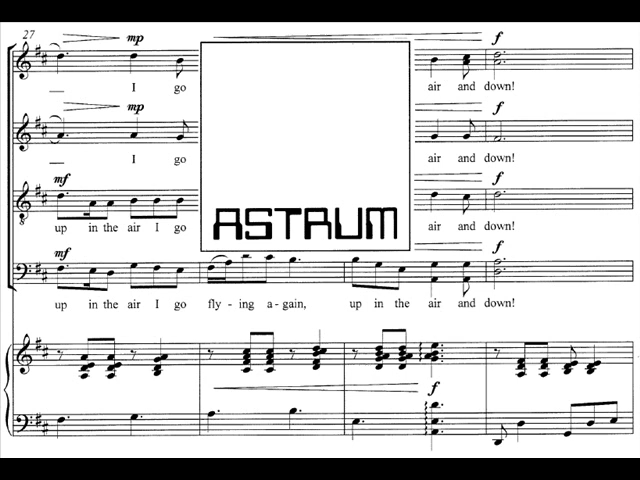 27
mp f
I go air and down!
mp f
I go air and down!
mf f
up in the air I go air and down!
ASTRUM
mf f
up in the air I go fly - ing a - gain, up in the air and down!
f